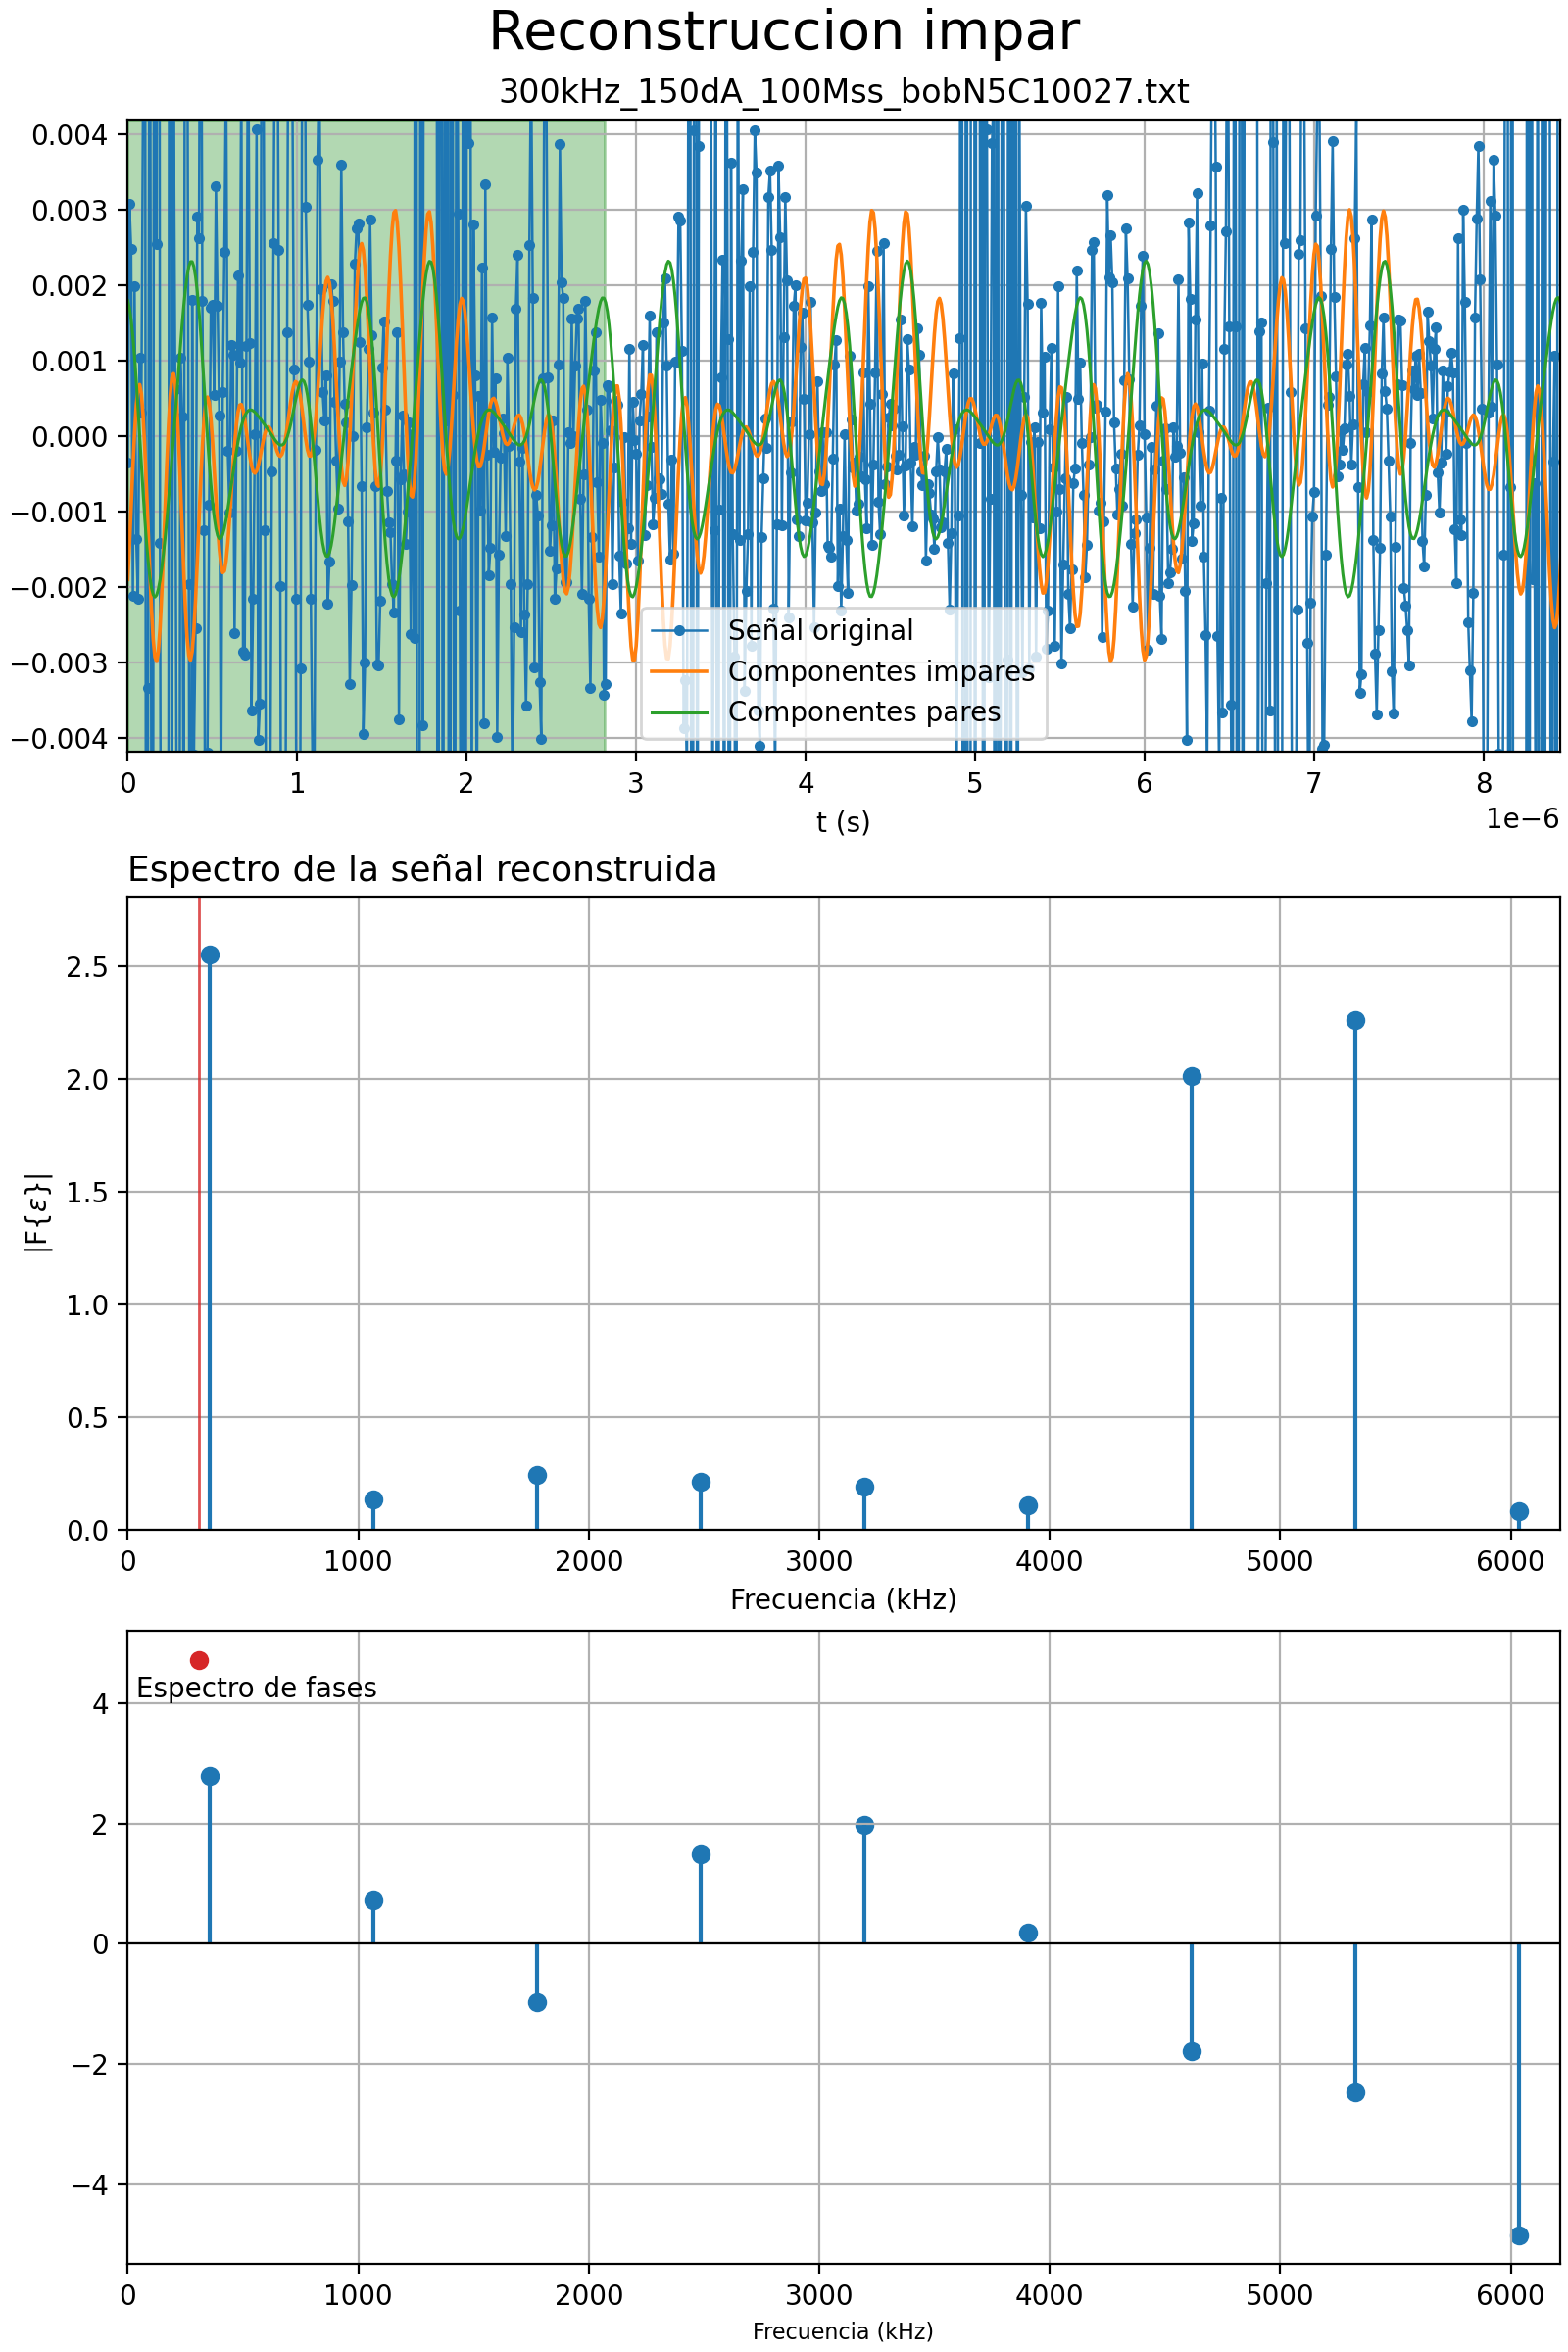 Reconstruccion impar
300kHz_150dA_100Mss_bobN5C10027.txt
0.004
0.003
0.002
0.001
0.000
−0.001
−0.002
−0.003
−0.004
Señal original
Componentes impares
Componentes pares
0 1 2 3 4 5 6 7 8
1e−6
t (s)
Espectro de la señal reconstruida
2.5
2.0
1.5
1.0
0.5
0.0
|F{ε}|
0 1000 2000 3000 4000 5000 6000
Frecuencia (kHz)
Espectro de fases
4
2
0
−2
−4
0 1000 2000 3000 4000 5000 6000
Frecuencia (kHz)